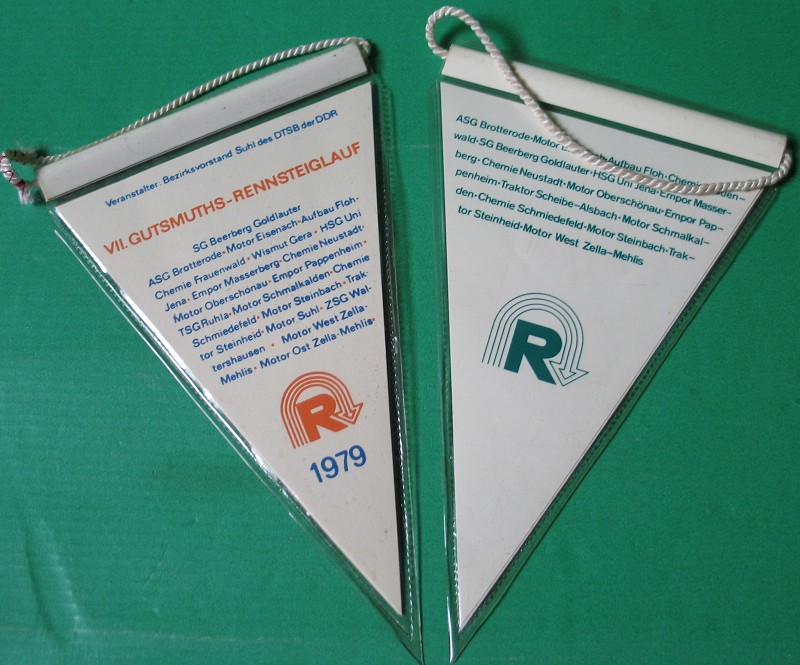 Veranstalter: Bezirksvorstand Suhl des DTSB der DDR
VII. GUTSMUTHS-RENNSTEIGLAUF
SG Beerberg Goldlauter
ASG Brotterode · Motor Eisenach · Aufbau Floh ·
Chemie Frauenwald · Wismut Gera · HSG Uni
Jena · Empor Masserberg · Chemie Neustadt ·
Motor Oberschönau · Empor Pappenheim ·
TSG Ruhla · Motor Schmalkalden · Chemie
Schmiedefeld · Motor Steinbach · Trak-
tor Steinheid · Motor Suhl · ZSG Wal-
tershausen · Motor West Zella-
Mehlis · Motor Ost Zella-Mehlis ·
R
1979
ASG Brotterode · Motor Aufbau Floh · Chemie
wald · SG Beerberg Goldlauter · HSG Uni Jena · Empor Masser-
berg · Chemie Neustadt · Motor Oberschönau · Empor Pap-
penheim · Traktor Scheibe-Alsbach · Motor Schmalkal-
den · Chemie Schmiedefeld · Motor Steinbach · Trak-
tor Steinheid · Motor West Zella-Mehlis
R